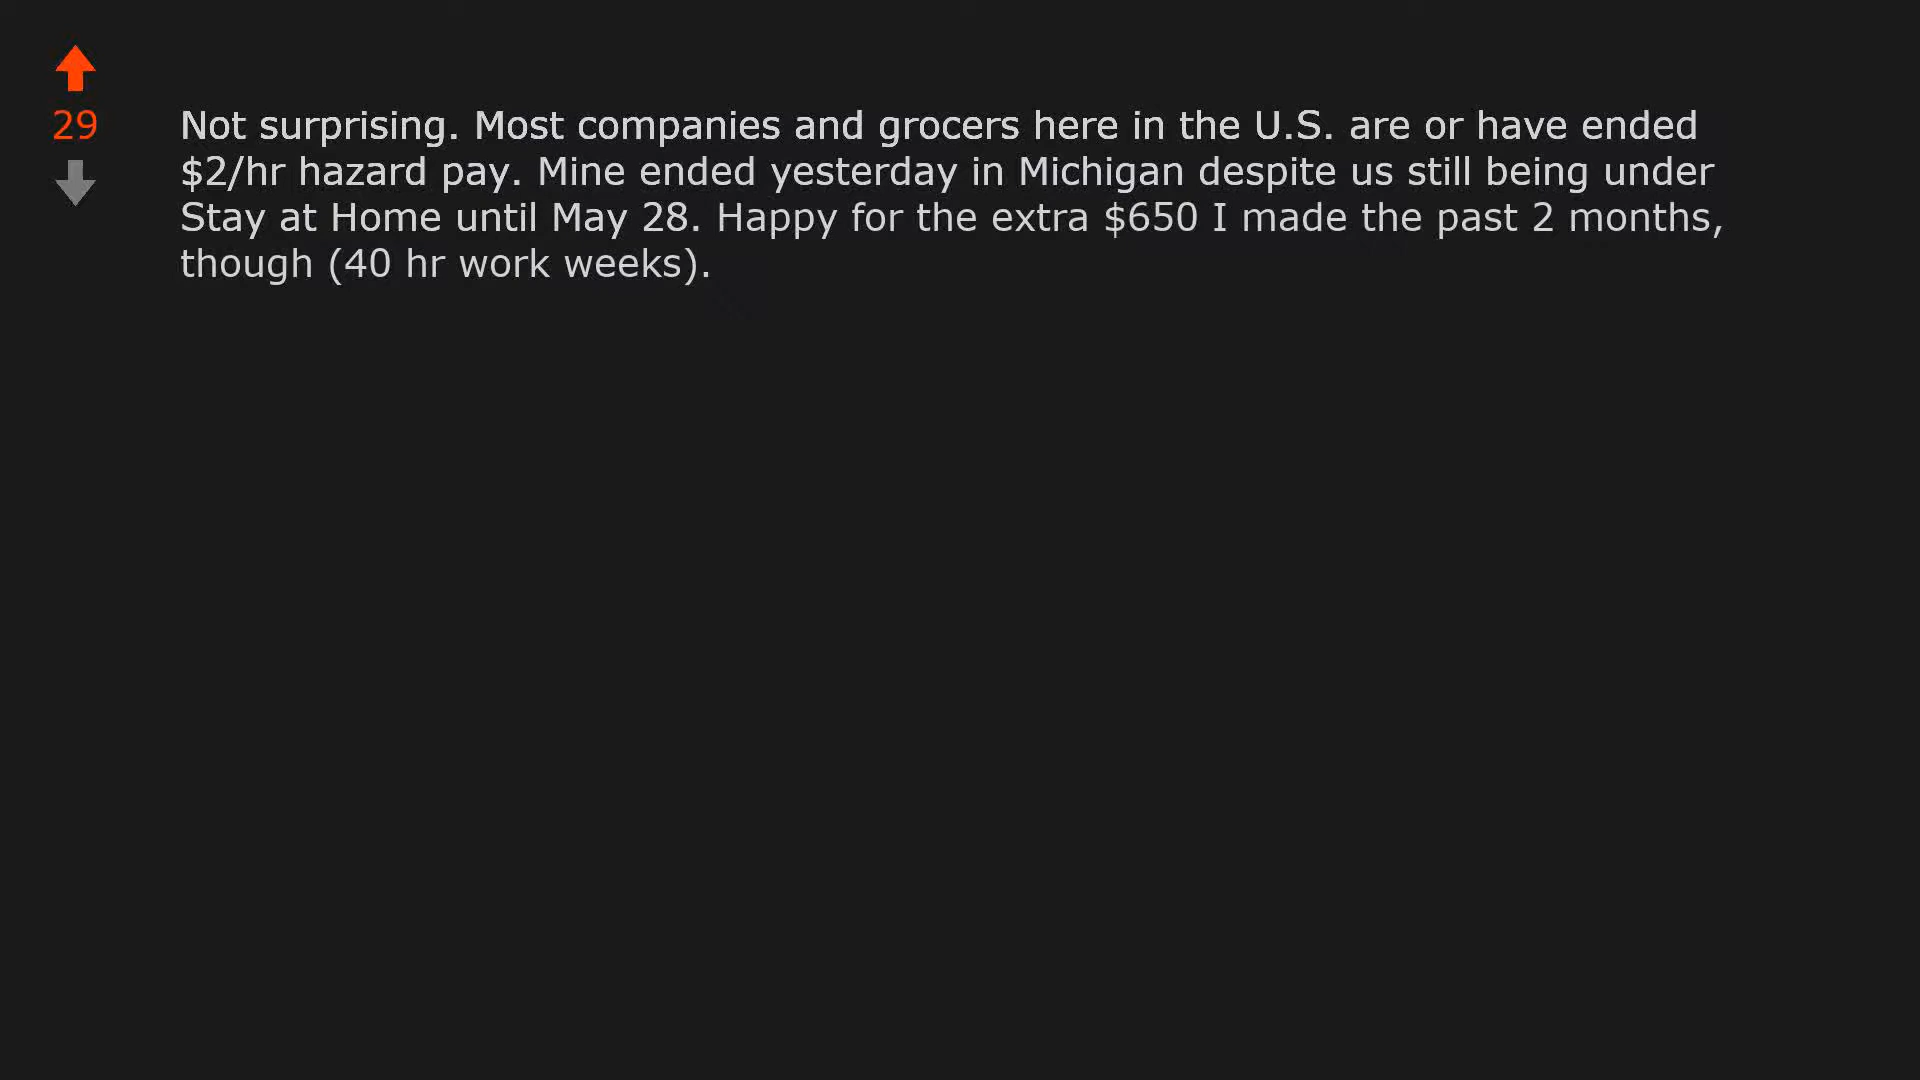 29
Not surprising. Most companies and grocers here in the U.S. are or have ended
$2/hr hazard pay. Mine ended yesterday in Michigan despite us still being under
Stay at Home until May 28. Happy for the extra $650 I made the past 2 months,
though (40 hr work weeks).